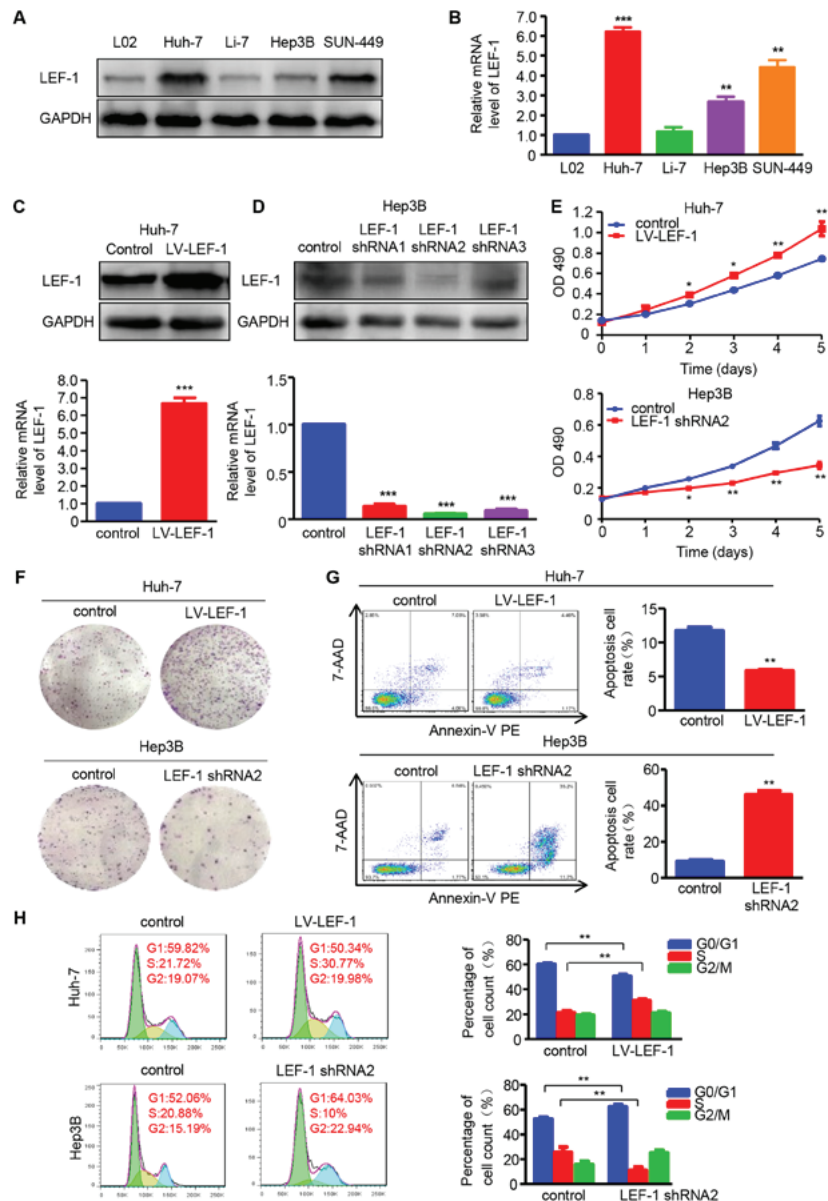 A
L02 Huh-7 Li-7 Hep3B SUN-449
LEF-1
GAPDH
B
Relative mRNA
level of LEF-1
7.0
6.0
5.0
4.0
3.0
2.0
1.0
***
**
**
L02 Huh-7 Li-7 Hep3B SUN-449
C
Huh-7
Control LV-LEF-1
LEF-1
GAPDH
Relative mRNA
level of LEF-1
8.0
7.0
6.0
5.0
4.0
3.0
2.0
1.0
0
***
control LV-LEF-1
D
Hep3B
control LEF-1 shRNA1 LEF-1 shRNA2 LEF-1 shRNA3
LEF-1
GAPDH
Relative mRNA
level of LEF-1
1.5
1.0
0.5
0
*** *** ***
control LEF-1 shRNA1 LEF-1 shRNA2 LEF-1 shRNA3
E
Huh-7
control
LV-LEF-1
OD 490
1.2
1.0
0.8
0.6
0.4
0.2
0
* * ** **
0 1 2 3 4 5
Time (days)
Hep3B
control
LEF-1 shRNA2
OD 490
0.8
0.6
0.4
0.2
0
* ** ** **
0 1 2 3 4 5
Time (days)
F
Huh-7
control LV-LEF-1
Hep3B
control LEF-1 shRNA2
G
Huh-7
control LV-LEF-1
7-AAD
Annexin-V PE
Apoptosis cell
rate (%)
15
10
5
0
**
control LV-LEF-1
Hep3B
control LEF-1 shRNA2
7-AAD
Annexin-V PE
Apoptosis cell
rate (%)
60
40
20
0
**
control LEF-1 shRNA2
H
control LV-LEF-1
Huh-7
200
150
100
50
0
G1:59.82%
S:21.72%
G2:19.07%
G1:50.34%
S:30.77%
G2:19.98%
control LEF-1 shRNA2
Hep3B
G1:52.06%
S:20.88%
G2:15.19%
G1:64.03%
S:10%
G2:22.94%
Percentage of
cell count (%)
80
60
40
20
0
**
**
G0/G1
S
G2/M
control LV-LEF-1
Percentage of
cell count (%)
80
60
40
20
0
**
**
G0/G1
S
G2/M
control LEF-1 shRNA2